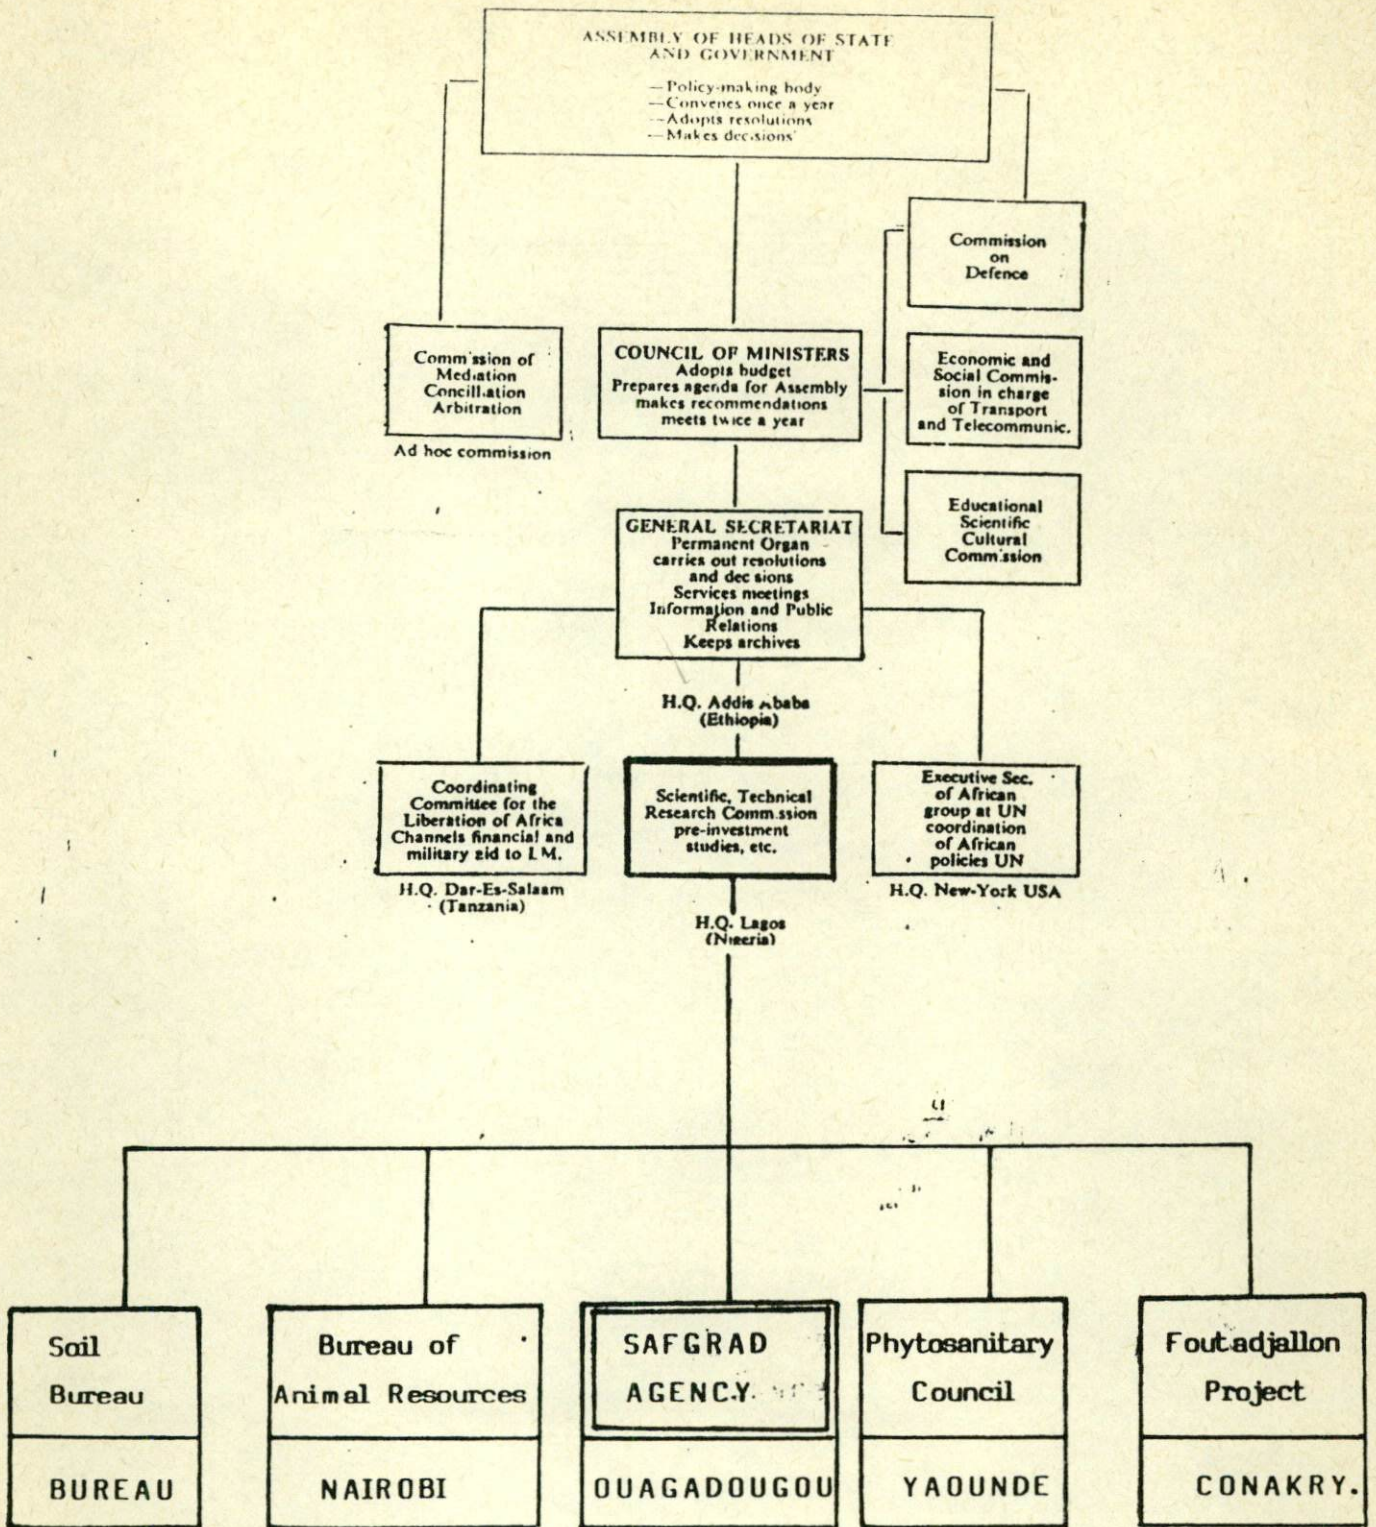 ASSEMBLY OF HEADS OF STATE
AND GOVERNMENT
—Policy-making body
—Convenes once a year
—Adopts resolutions
—Makes decisions
Commission
on
Defence
Commission of
Mediation
Concillation
Arbitration
Ad hoc commission
COUNCIL OF MINISTERS
Adopts budget
Prepares agenda for Assembly
makes recommendations
meets twice a year
Economic and
Social Commis-
sion in charge
of Transport
and Telecommunic.
Educational
Scientific
Cultural
Commission
GENERAL SECRETARIAT
Permanent Organ
carries out resolutions
and decisions
Services meetings
Information and Public
Relations
Keeps archives
H.Q. Addis Ababa
(Ethiopia)
Coordinating
Committee for the
Liberation of Africa
Channels financial and
military aid to LM.
H.Q. Dar-Es-Salaam
(Tanzania)
Scientific, Technical
Research Commission
pre-investment
studies, etc.
H.Q. Lagos
(Nigeria)
Executive Sec.
of African
group at UN
coordination
of African
policies UN
H.Q. New-York USA
Soil
Bureau
BUREAU
Bureau of
Animal Resources
NAIROBI
SAFGRAD
AGENCY
OUAGADOUGOU
Phytosanitary
Council
YAOUNDE
Foutadjallon
Project
CONAKRY.